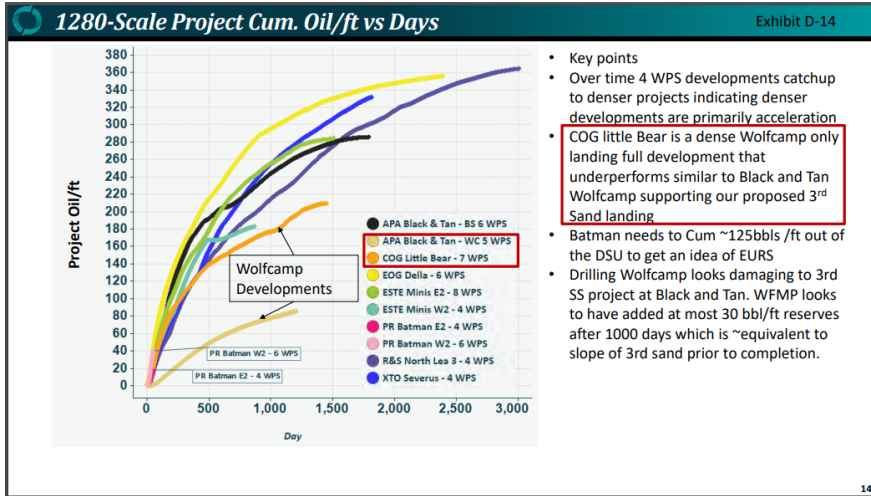 1280-Scale Project Cum. Oil/ft vs Days
Exhibit D-14
Project Oil/ft
380
360
340
320
300
280
260
240
220
200
180
160
140
120
100
80
60
40
20
0
0
500
1,000
1,500
2,000
2,500
3,000
Day
Wolfcamp
Developments
PR Batman W2 - 6 WPS
PR Batman E2 - 4 WPS
APA Black & Tan - BS 6 WPS
APA Black & Tan - WC 5 WPS
COG Little Bear - 7 WPS
EOG Della - 6 WPS
ESTE Minis E2 - 8 WPS
ESTE Minis W2 - 4 WPS
PR Batman E2 - 4 WPS
PR Batman W2 - 6 WPS
R&S North Lea 3 - 4 WPS
XTO Severus - 4 WPS
• Key points
• Over time 4 WPS developments catchup
to denser projects indicating denser
developments are primarily acceleration
• COG little Bear is a dense Wolfcamp only
landing full development that
underperforms similar to Black and Tan
Wolfcamp supporting our proposed 3rd
Sand landing
• Batman needs to Cum ~125bbls /ft out of
the DSU to get an idea of EURS
• Drilling Wolfcamp looks damaging to 3rd
SS project at Black and Tan. WFMP looks
to have added at most 30 bbl/ft reserves
after 1000 days which is ~equivalent to
slope of 3rd sand prior to completion.
14